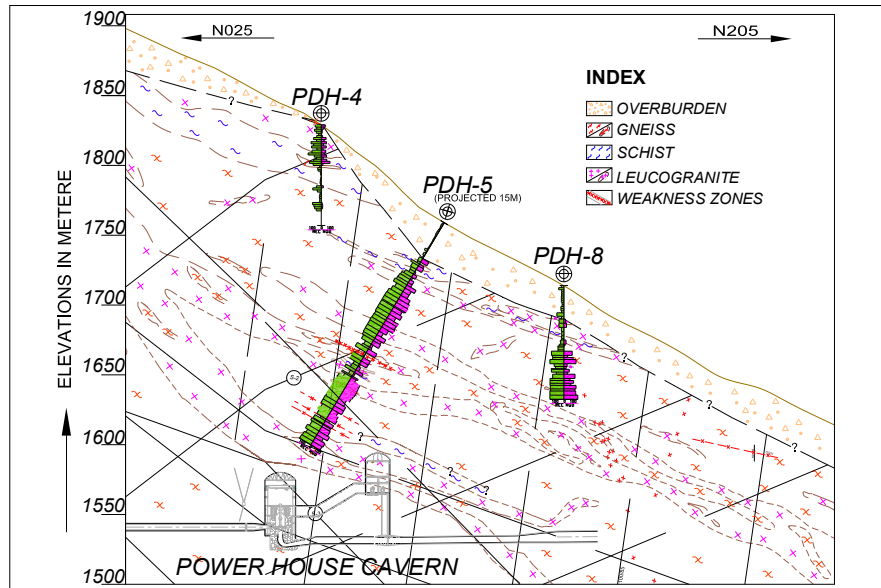 1900
N025
N205
1850
PDH-4
INDEX
OVERBURDEN
GNEISS
SCHIST
LEUCOGRANITE
WEAKNESS ZONES
?
1800
PDH-5
(PROJECTED 15M)
1750
PDH-8
?
1700
ELEVATIONS IN METERE
?
1650
S-2
?
1600
?
?
?
1550
1500
POWER HOUSE CAVERN